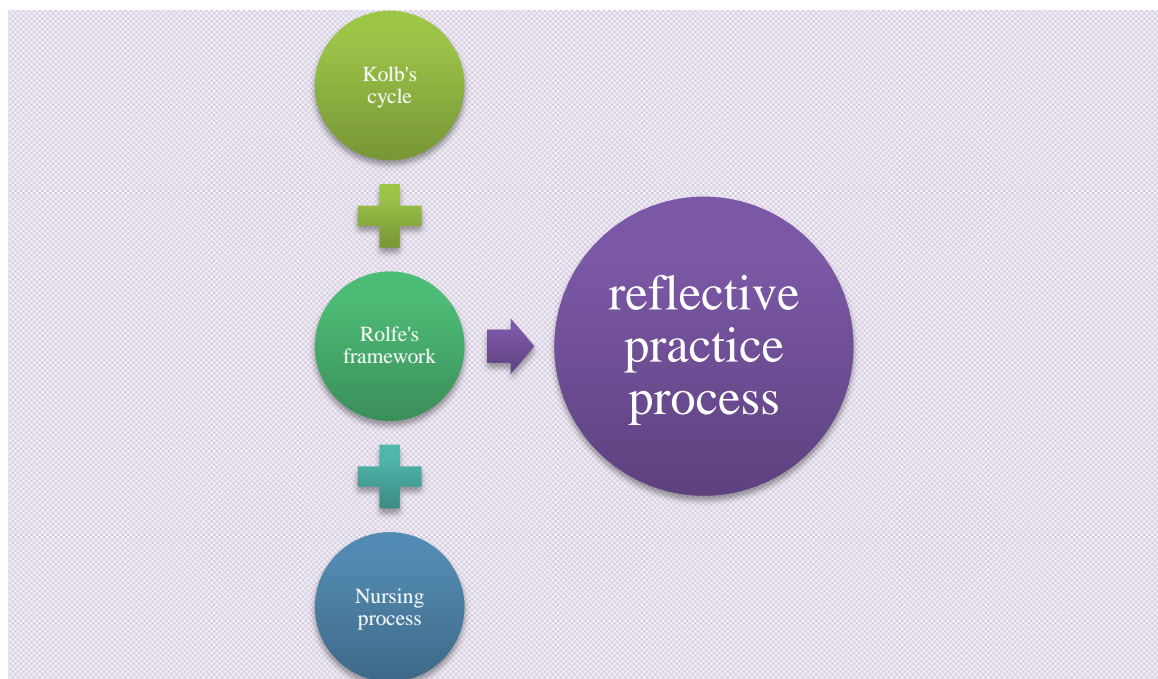 Kolb's
cycle
Rolfe's
framework
Nursing
process
reflective
practice
process